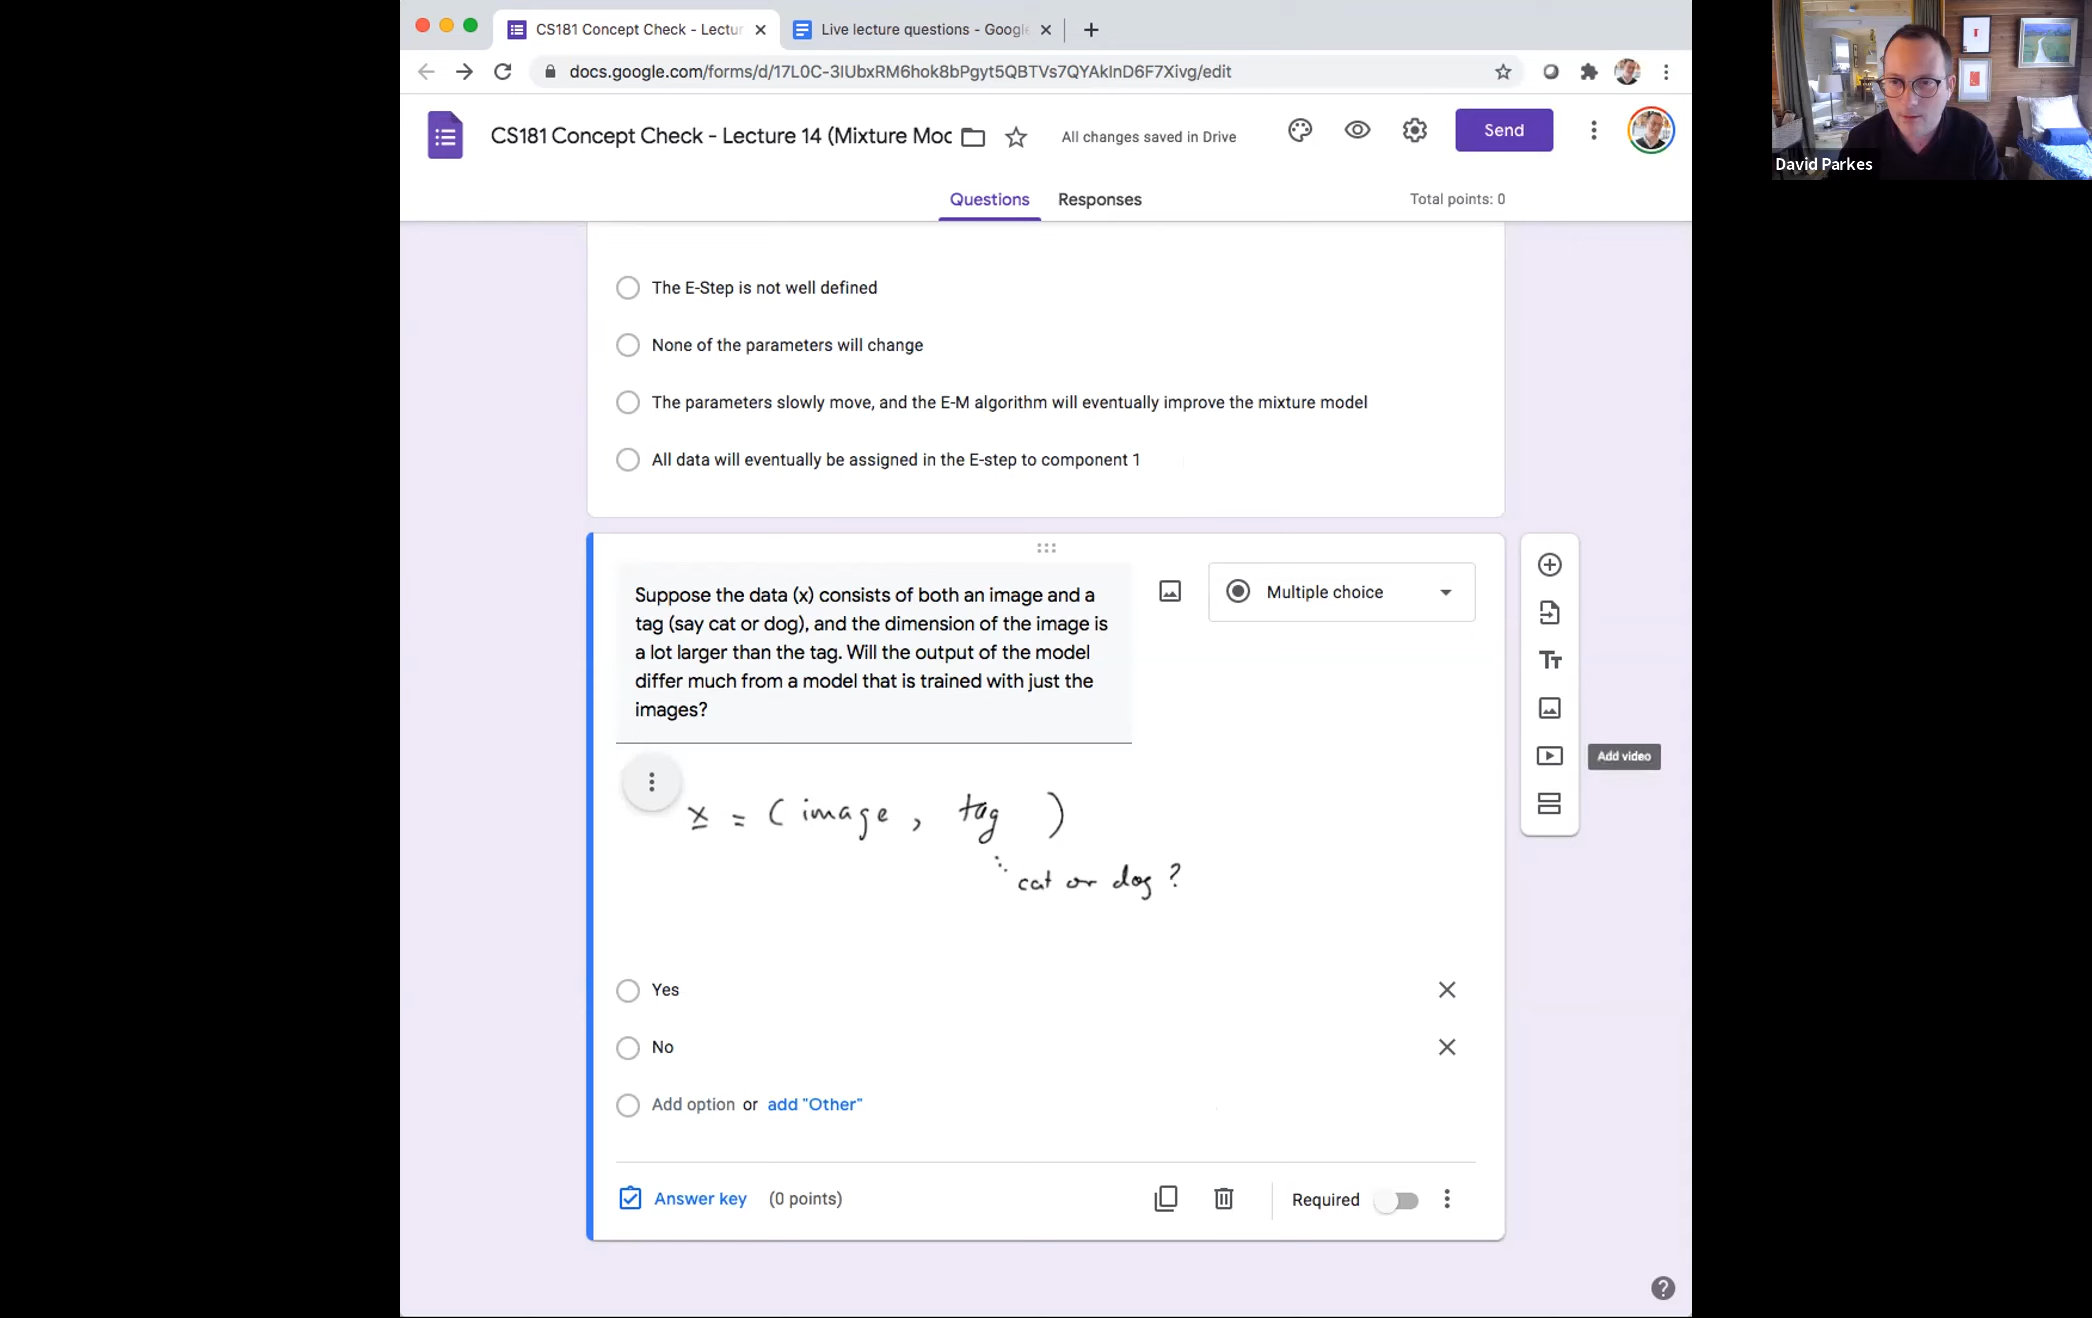 CS181 Concept Check - Lectur
Live lecture questions - Google
docs.google.com/forms/d/17L0C-3IUbxRM6hok8bPgyt5QBTVs7QYAkInD6F7Xivg/edit
David Parkes
CS181 Concept Check - Lecture 14 (Mixture Moc
All changes saved in Drive
Send
Questions
Responses
Total points: 0
The E-Step is not well defined
None of the parameters will change
The parameters slowly move, and the E-M algorithm will eventually improve the mixture model
All data will eventually be assigned in the E-step to component 1
Suppose the data (x) consists of both an image and a
tag (say cat or dog), and the dimension of the image is
a lot larger than the tag. Will the output of the model
differ much from a model that is trained with just the
images?
Multiple choice
Add video
x = ( image , tag )
cat or dog ?
Yes
No
Add option or add "Other"
Answer key (0 points)
Required